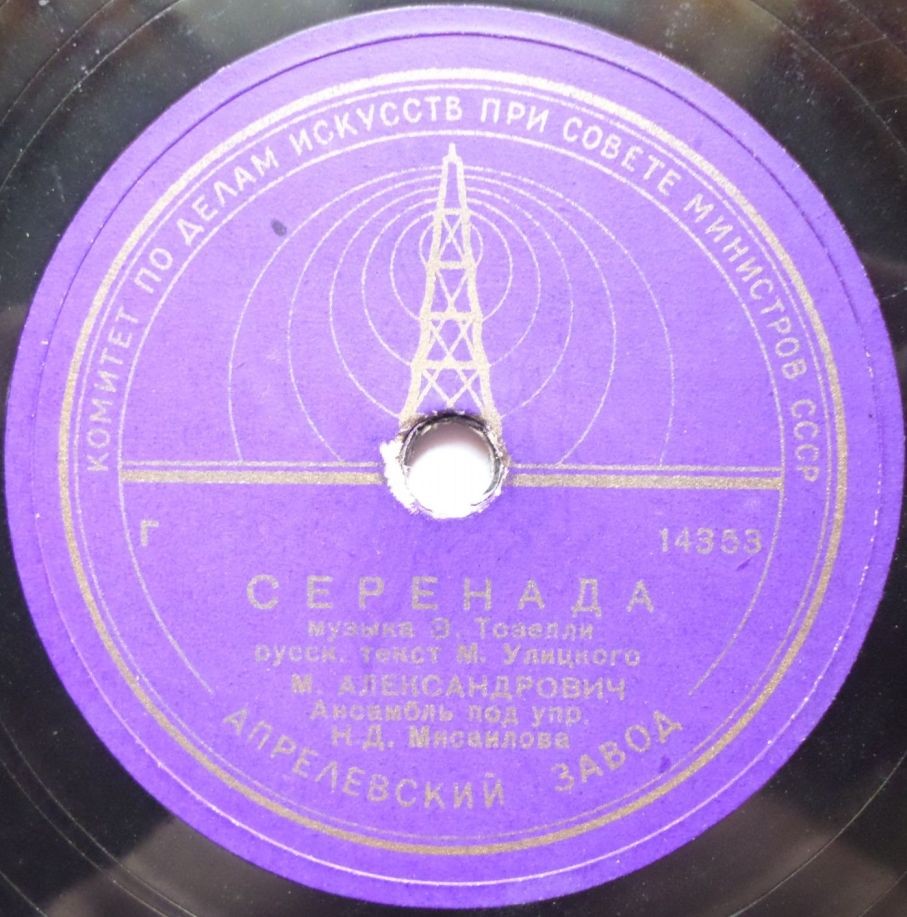 КОМИТЕТ ПО ДЕЛАМ ИСКУССТВ ПРИ СОВЕТЕ МИНИСТРОВ СССР
Г 14353
СЕРЕНАДА
музыка Э. Тозелли
русск. текст М. Улицкого
М. АЛЕКСАНДРОВИЧ
Ансамбль под упр.
Н.Д. Мисаилова
АПРЕЛЕВСКИЙ ЗАВОД